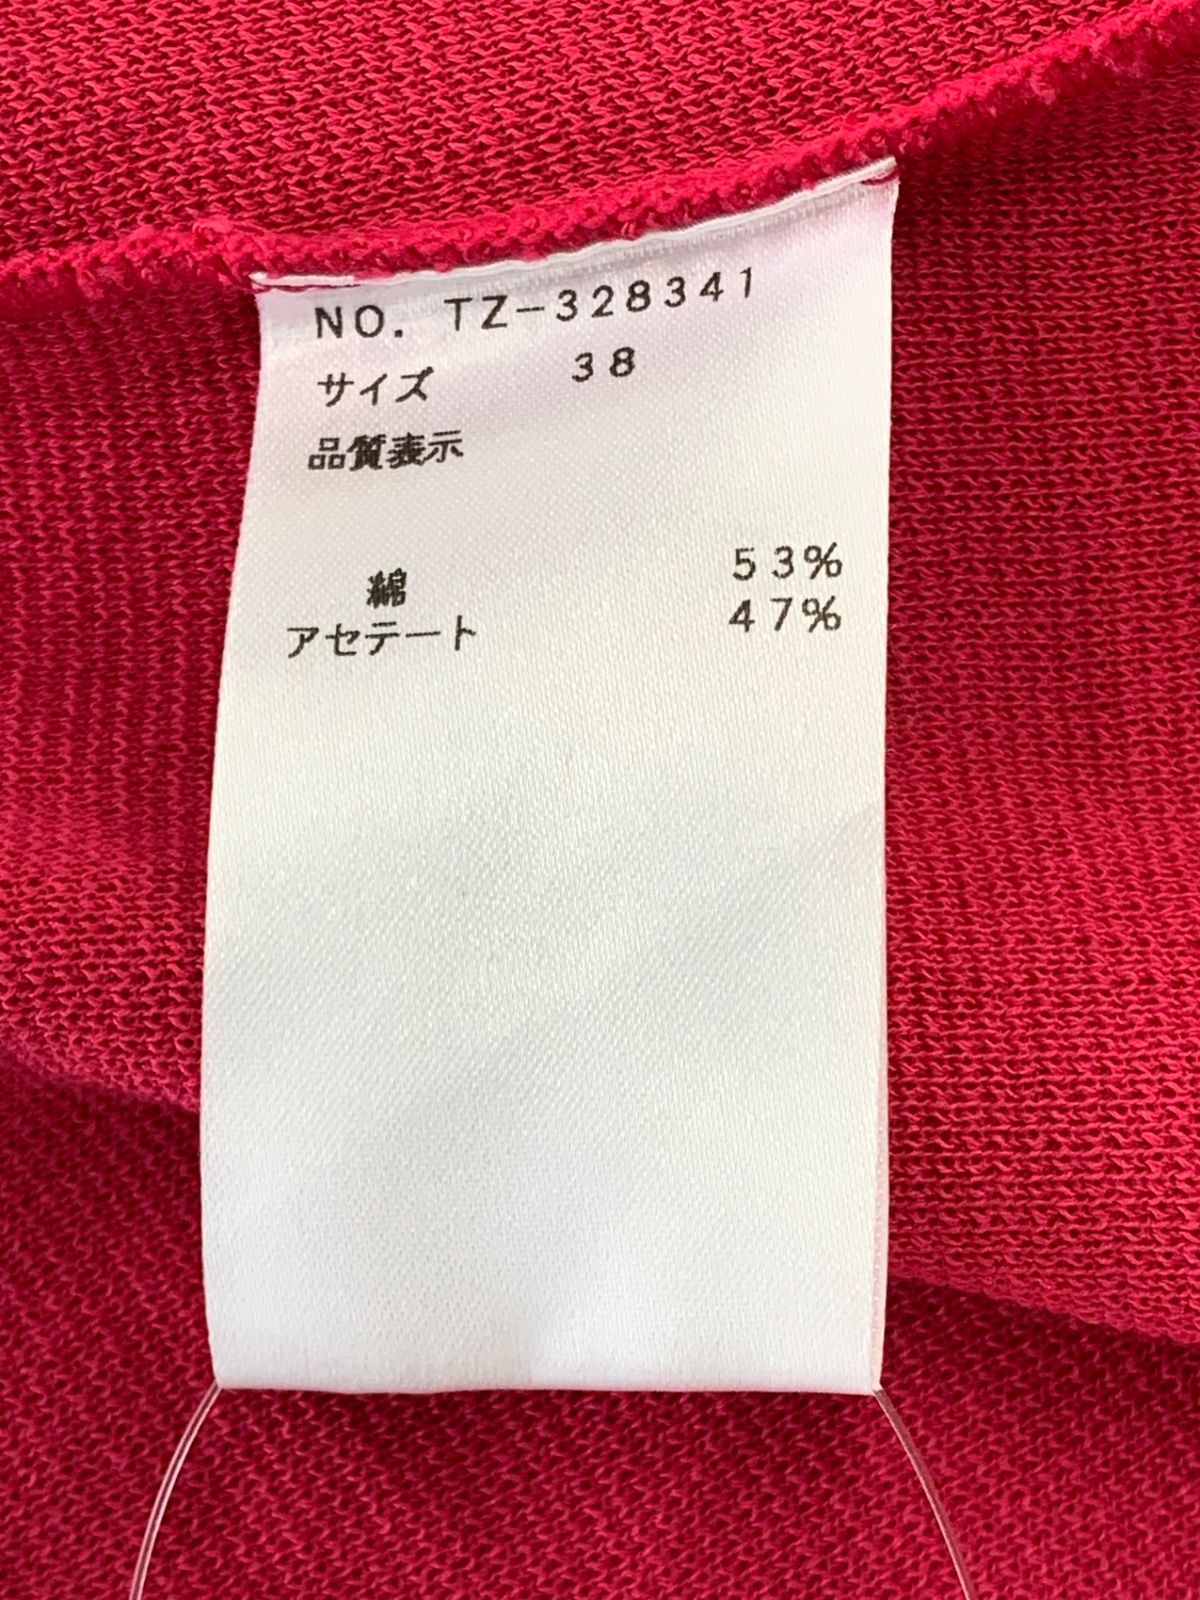 NO. TZ-328341
サイズ 38
品質表示
綿 53%
アセテート 47%